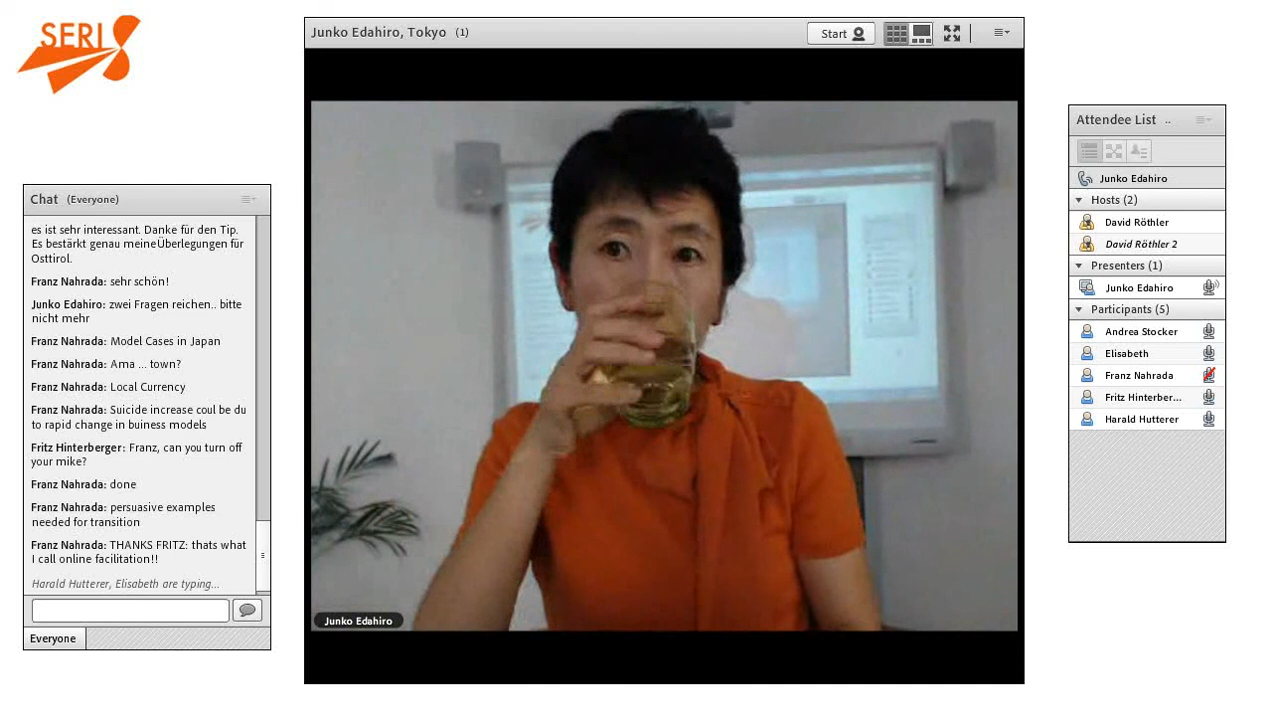 SERI
Junko Edahiro, Tokyo (1)
Start
Chat (Everyone)
es ist sehr interessant. Danke für den Tip.
Es bestärkt genau meineÜberlegungen für
Osttirol.
Franz Nahrada: sehr schön!
Junko Edahiro: zwei Fragen reichen.. bitte
nicht mehr
Franz Nahrada: Model Cases in Japan
Franz Nahrada: Ama ... town?
Franz Nahrada: Local Currency
Franz Nahrada: Suicide increase coul be du
to rapid change in buiness models
Fritz Hinterberger: Franz, can you turn off
your mike?
Franz Nahrada: done
Franz Nahrada: persuasive examples
needed for transition
Franz Nahrada: THANKS FRITZ: thats what
I call online facilitation!!
Harald Hutterer, Elisabeth are typing...
Everyone
Junko Edahiro
Attendee List ..
Junko Edahiro
Hosts (2)
David Röthler
David Röthler 2
Presenters (1)
Junko Edahiro
Participants (5)
Andrea Stocker
Elisabeth
Franz Nahrada
Fritz Hinterber...
Harald Hutterer